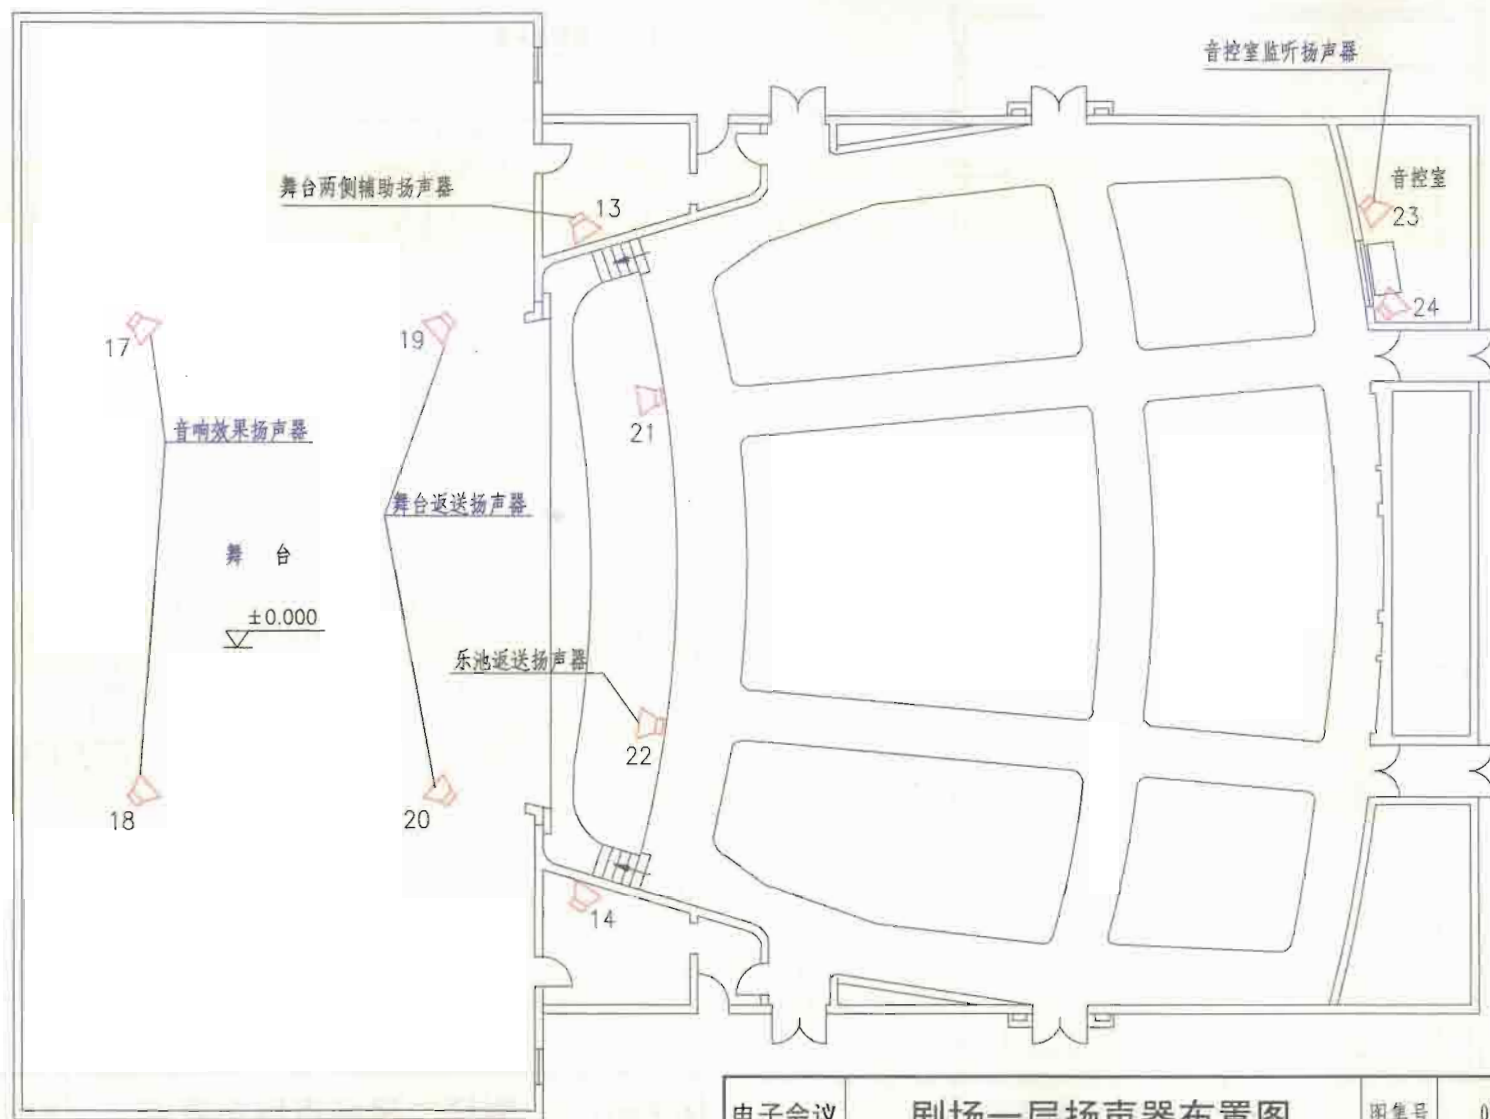 音控室监听扬声器
舞台两侧辅助扬声器
13
音控室
23
24
17
19
音响效果扬声器
21
舞台返送扬声器
舞 台
±0.000
乐池返送扬声器
22
18
20
14
电子会议
剧场一层扬声器布置图
图集号
0